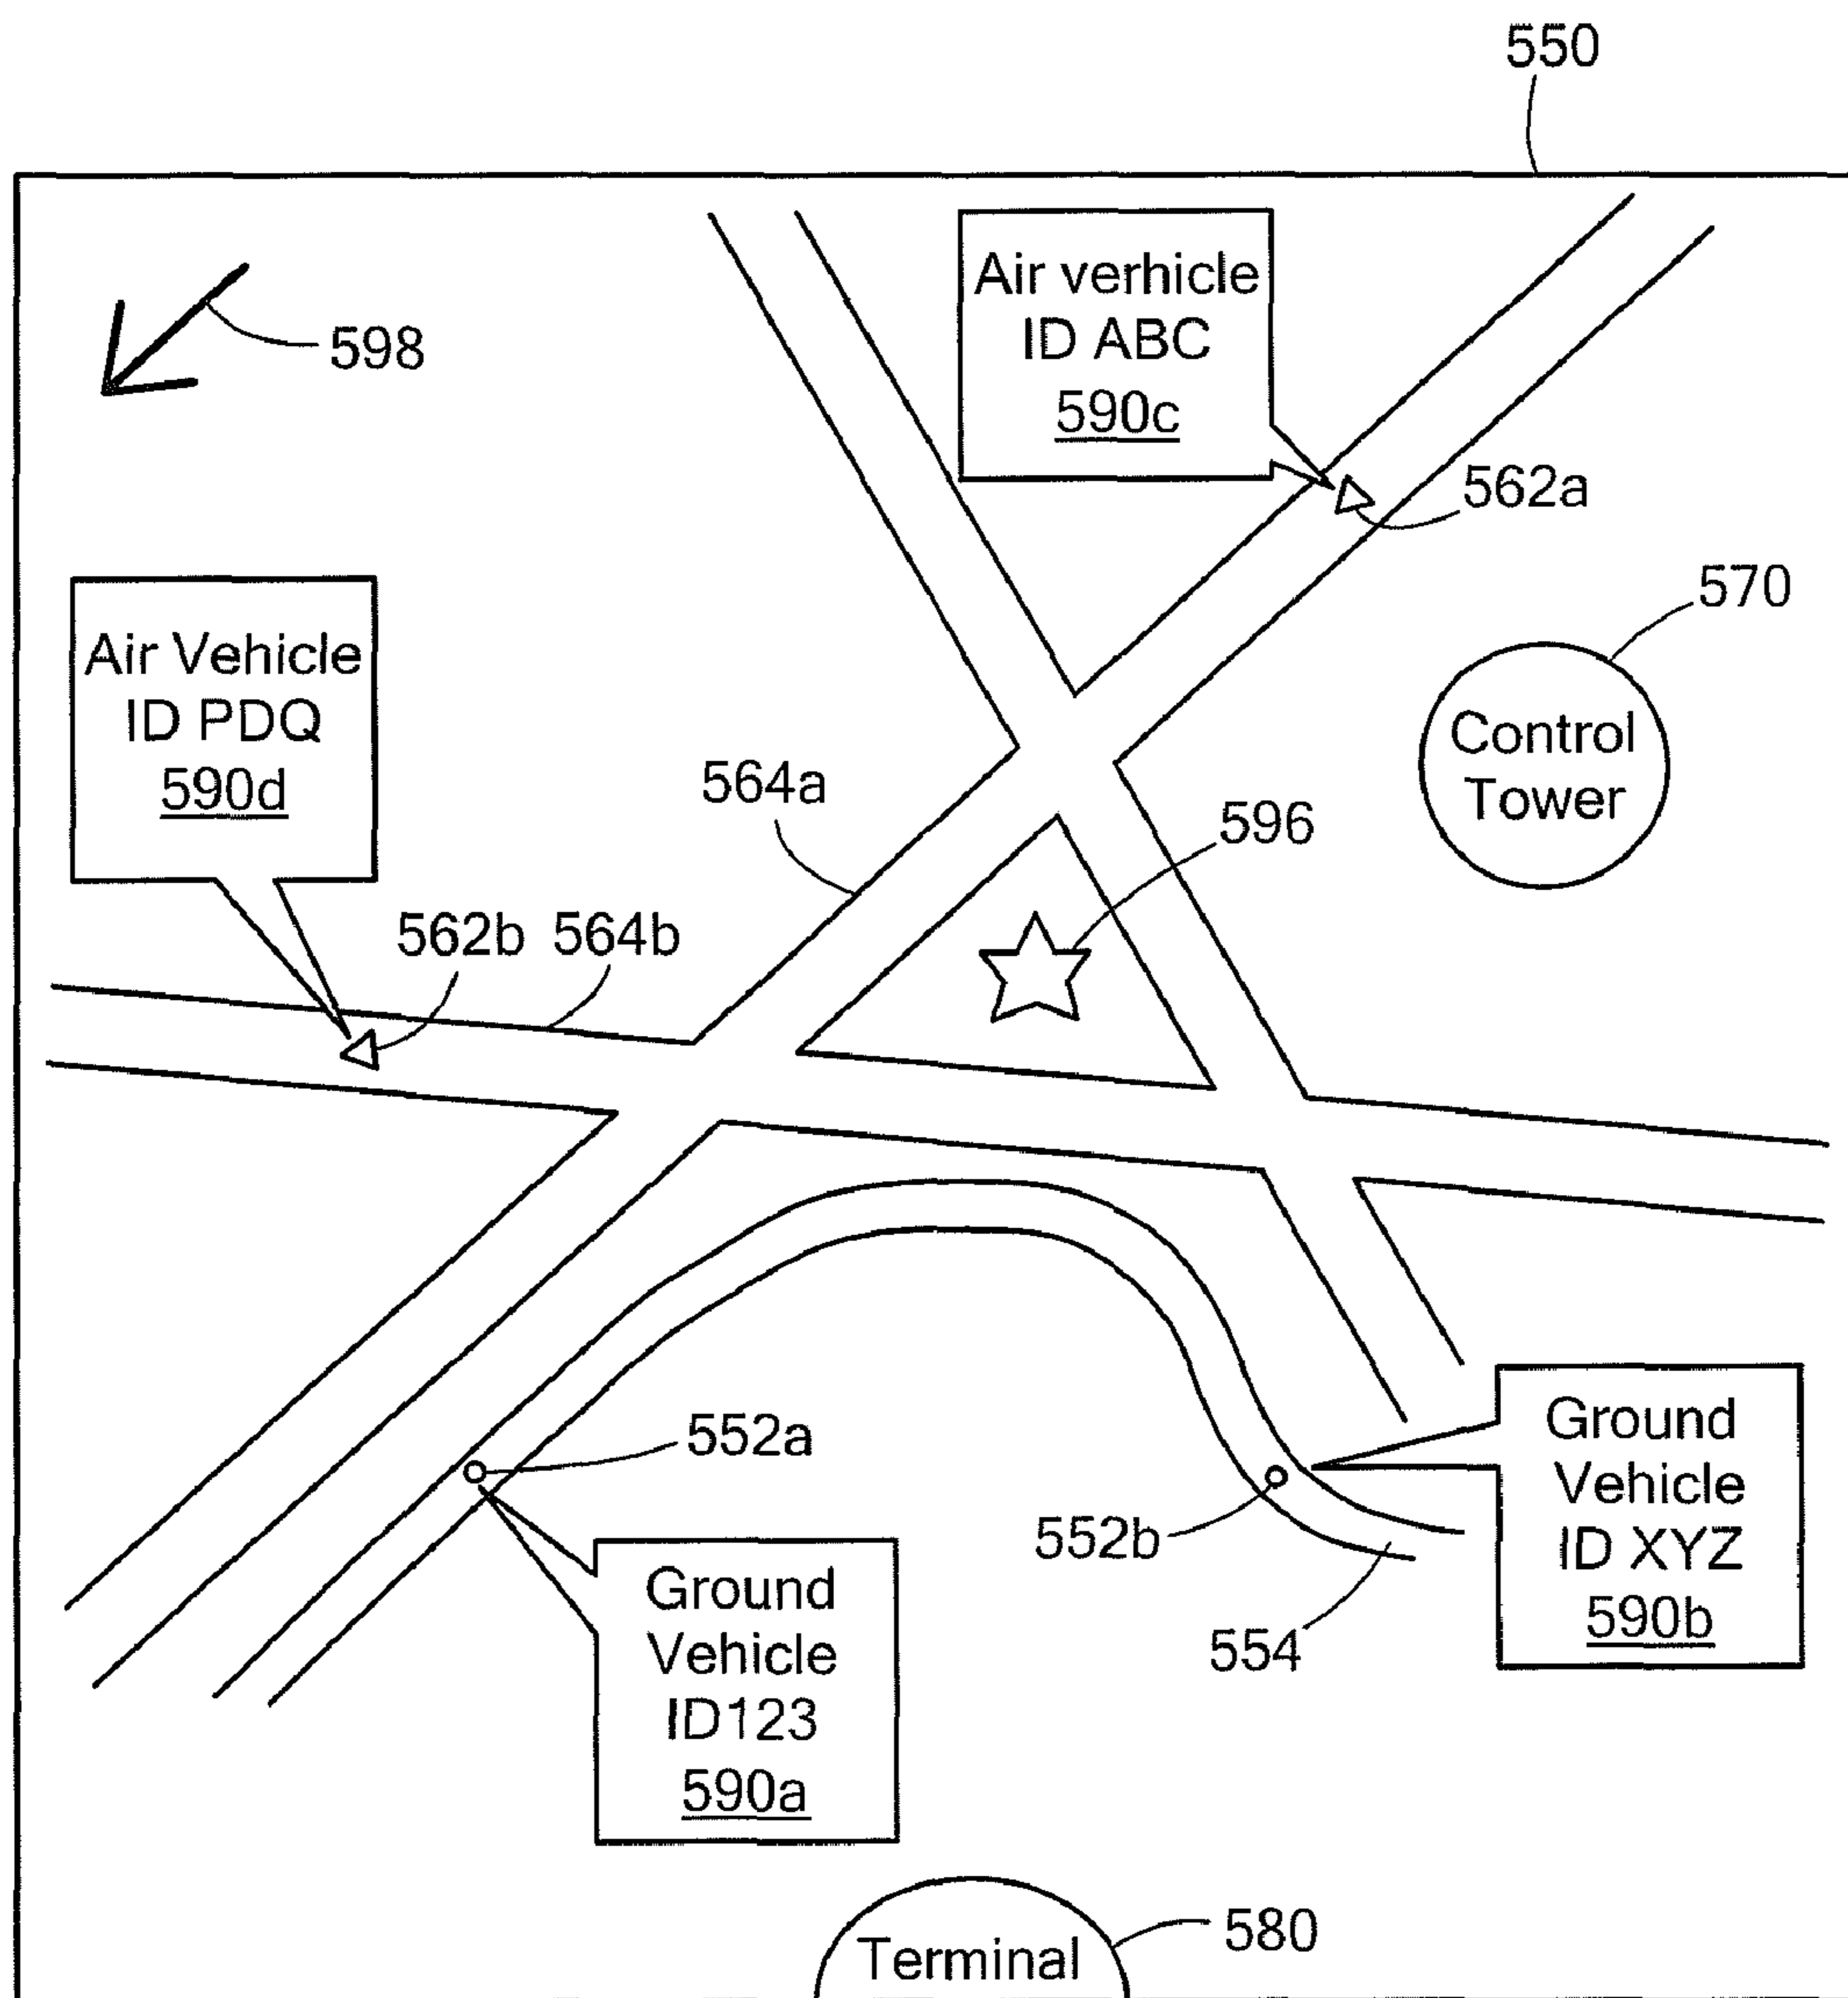 550
598
Air verhicle
ID ABC
590c
562a
570
Air Vehicle
ID PDQ
590d
Control
Tower
564a
596
562b 564b
552a
Ground
Vehicle
ID XYZ
590b
552b
554
Ground
Vehicle
ID123
590a
580
Terminal